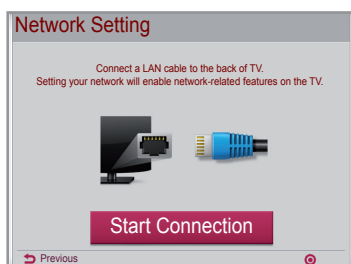 Network Setting
Connect a LAN cable to the back of TV.
Setting your network will enable network-related features on the TV.
Start Connection
Previous